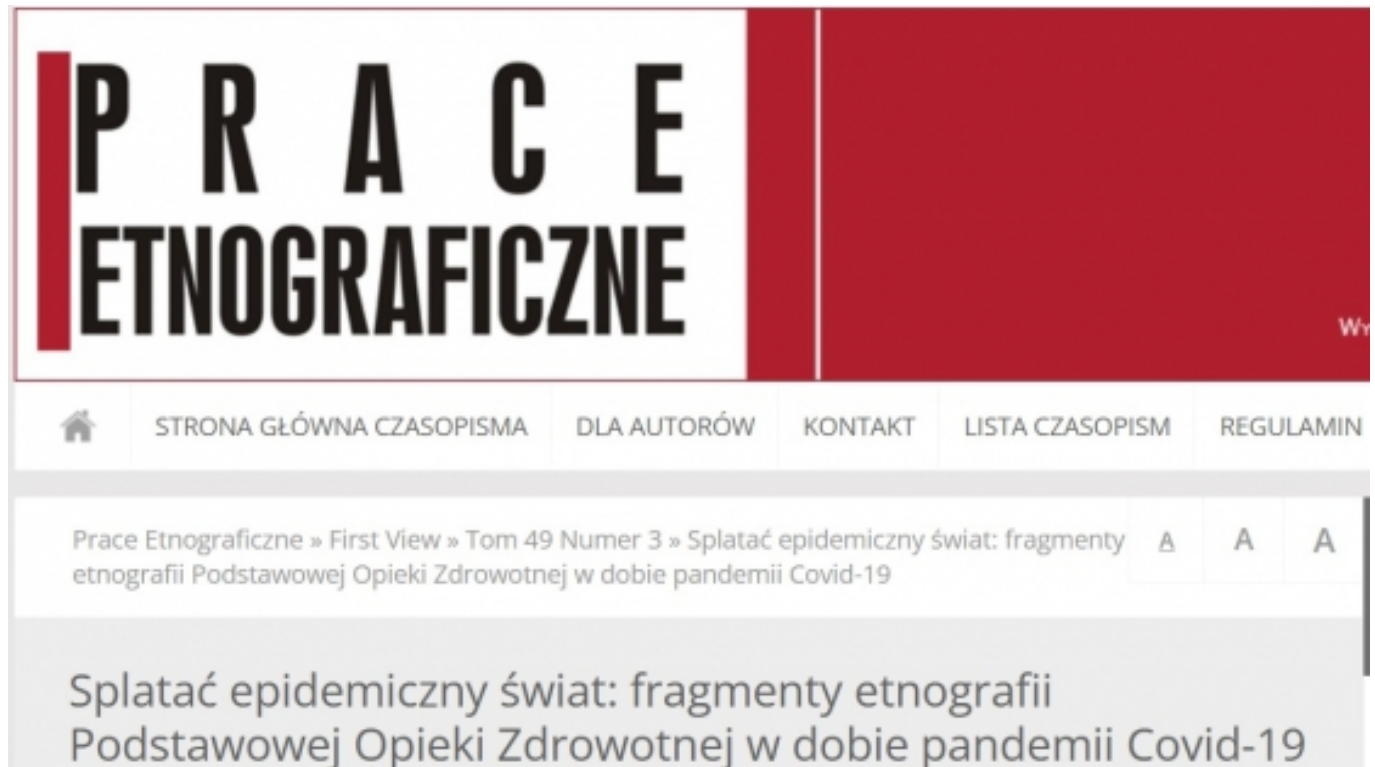 PRACE
ETNOGRAFICZNE
STRONA GŁÓWNA CZASOPISMA DLA AUTORÓW KONTAKT LISTA CZASOPISM REGULAMIN
Prace Etnograficzne » First View » Tom 49 Numer 3 » Splatać epidemiczny świat: fragmenty A A A
etnografii Podstawowej Opieki Zdrowotnej w dobie pandemii Covid-19
Splatać epidemiczny świat: fragmenty etnografii
Podstawowej Opieki Zdrowotnej w dobie pandemii Covid-19